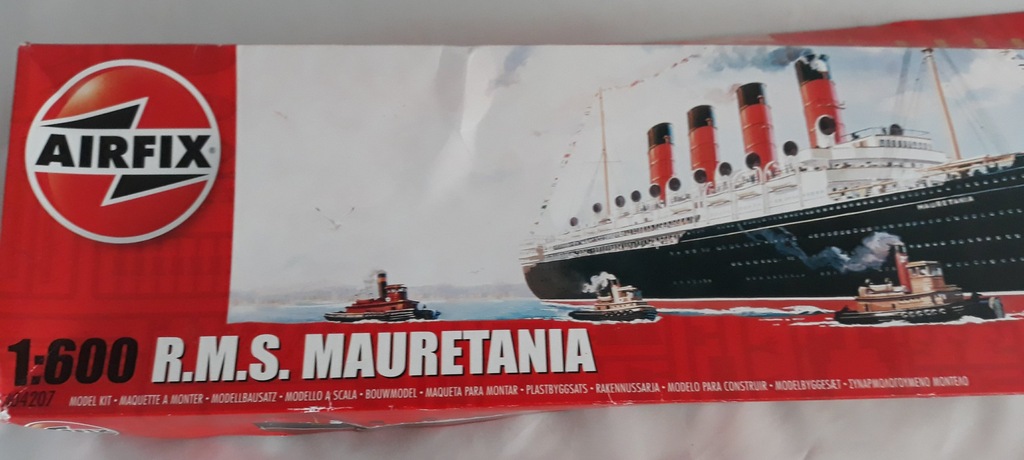 AIRFIX®
MAURETANIA
1:600 R.M.S. MAURETANIA
04207
MODEL KIT • MAQUETTE A MONTER • MODELLBAUSATZ • MODELLO A SCALA • BOUWMODEL • MAQUETA PARA MONTAR • PLASTBYGGSATS • RAKENNUSSARJA • MODELO PARA CONSTRUIR • MODELBYGGESÆT • ΣΥΝΑΡΜΟΛΟΓΟΥΜΕΝΟ ΜΟΝΤΕΛΟ